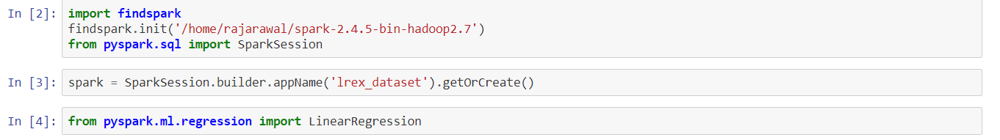 In [2]: import findspark
findspark.init('/home/rajarawal/spark-2.4.5-bin-hadoop2.7')
from pyspark.sql import SparkSession
In [3]: spark = SparkSession.builder.appName('lrex_dataset').getOrCreate()
In [4]: from pyspark.ml.regression import LinearRegression